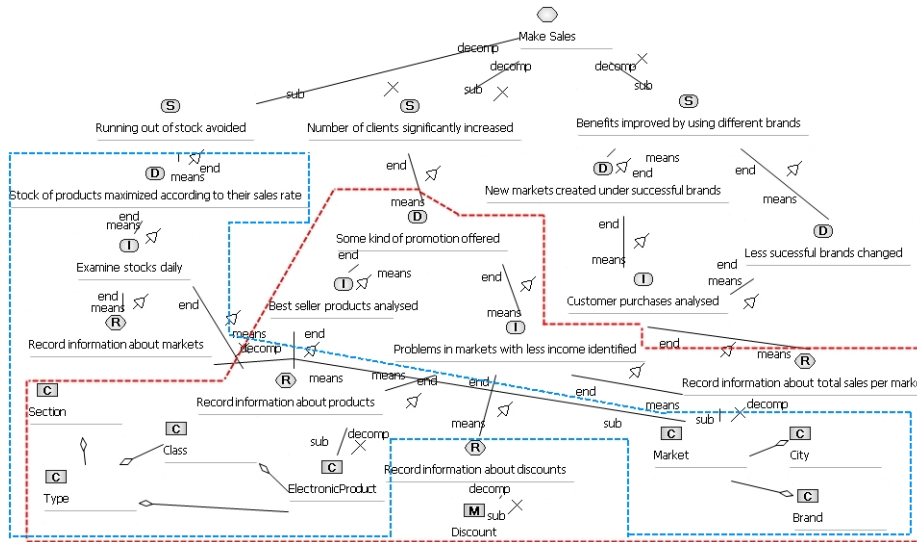 Make Sales
decomp
decomp
decomp
sub
sub
sub
S
S
S
Running out of stock avoided
Number of clients significantly increased
Benefits improved by using different brands
D
means
end
end
means
D
means
end
end
means
Stock of products maximized according to their sales rate
New markets created under successful brands
end
means
D
end
D
I
Some kind of promotion offered
means
Less sucessful brands changed
Examine stocks daily
end
I
means
end
I
end
means
end
means
end
Best seller products analysed
means
Customer purchases analysed
R
I
Record information about markets
means
end
Problems in markets with less income identified
end
means
decomp
R
R
means
means
end
end
Record information about total sales per mark
C
Record information about products
means
means
decomp
Section
sub
decomp
sub
sub
C
C
C
Class
R
Market
City
C
C
Record information about discounts
Type
ElectronicProduct
decomp
C
M
sub
Brand
Discount